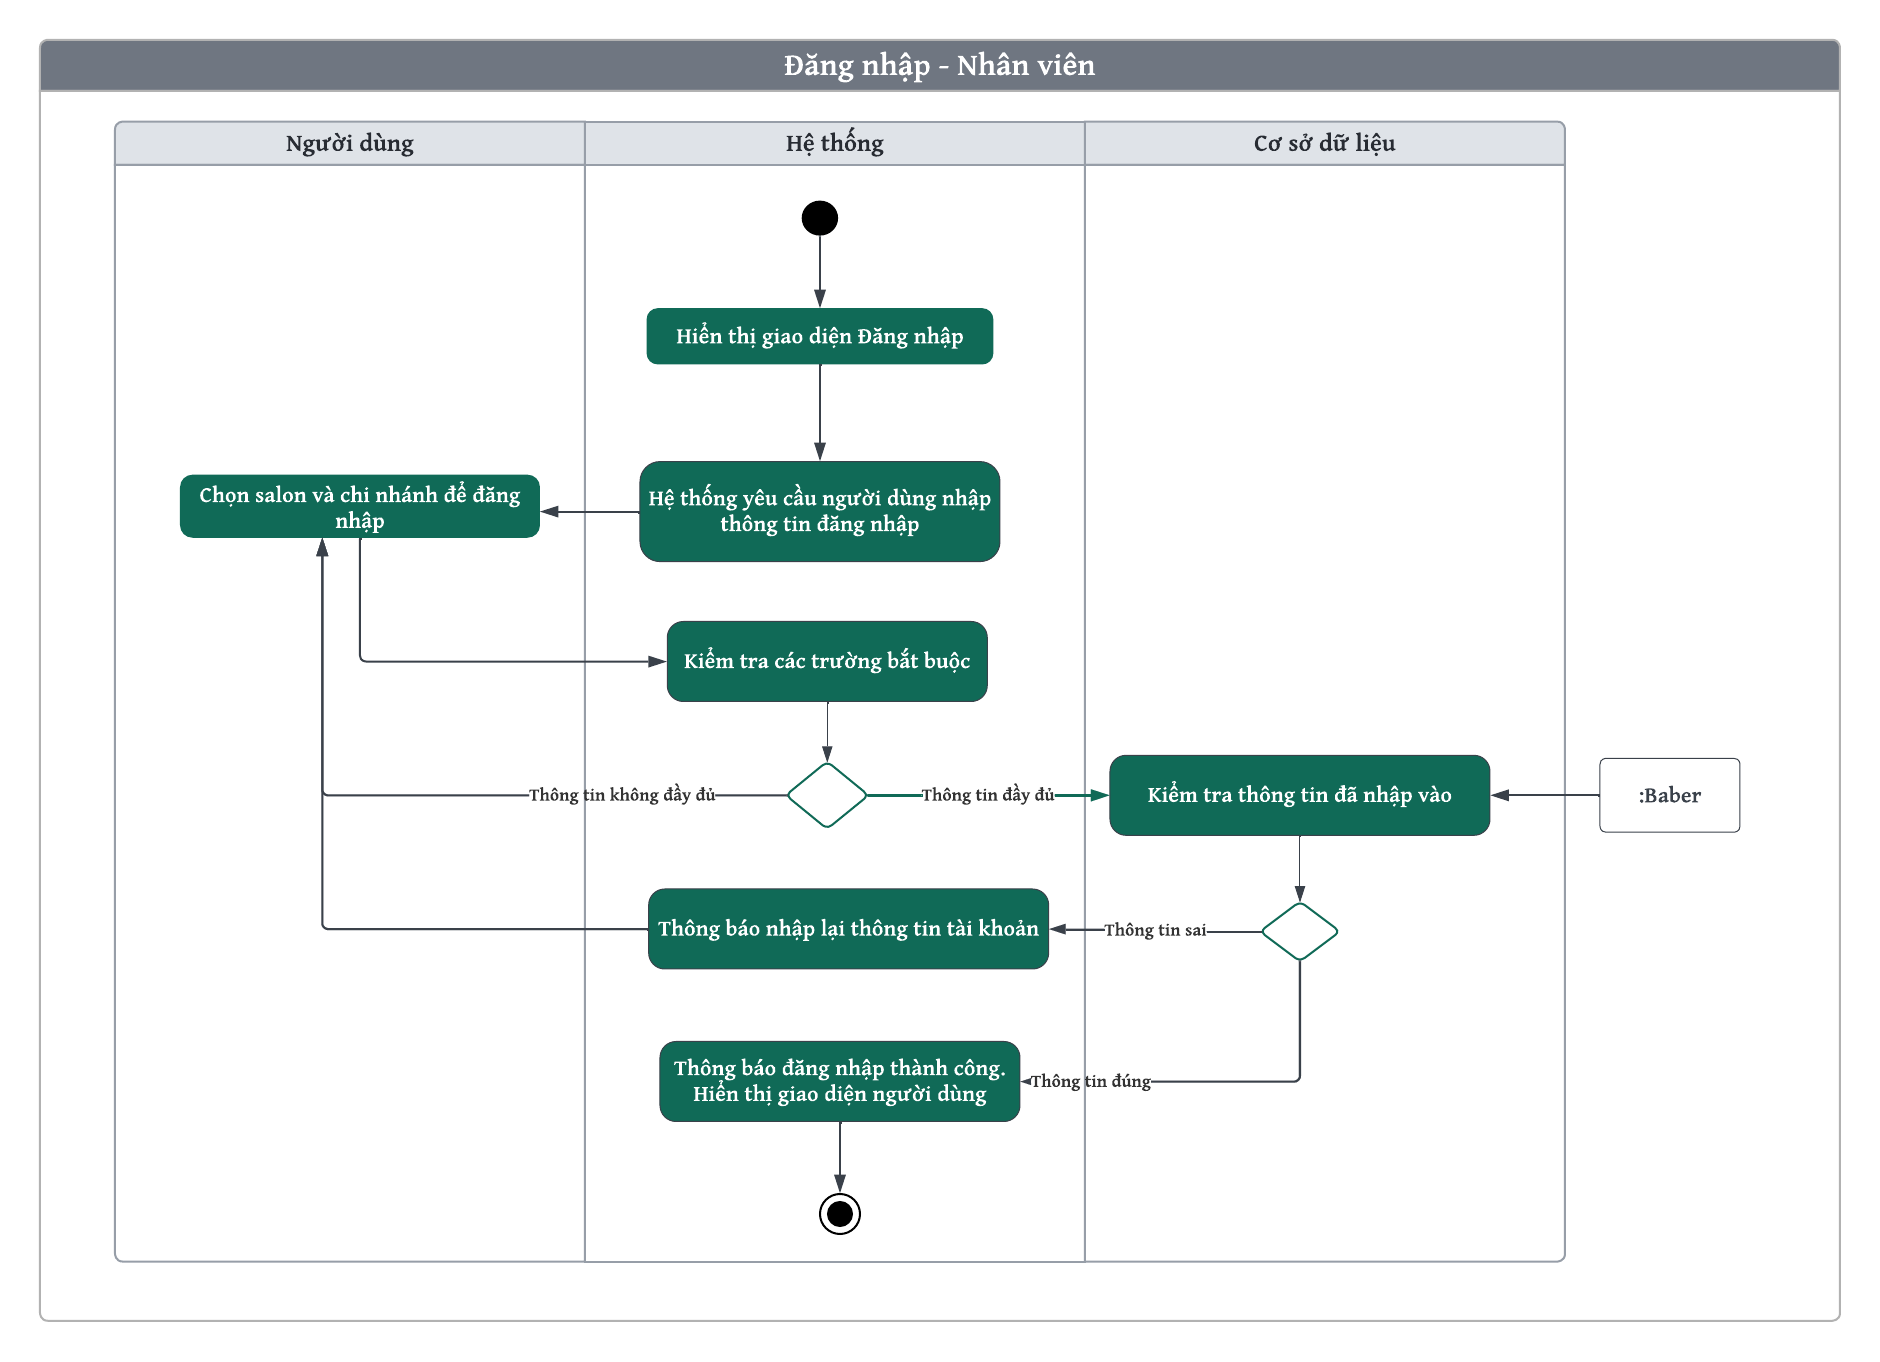 Đăng nhập - Nhân viên
Người dùng
Hệ thống
Cơ sở dữ liệu
Hiển thị giao diện Đăng nhập
Chọn salon và chi nhánh để đăng
nhập
Hệ thống yêu cầu người dùng nhập
thông tin đăng nhập
Kiểm tra các trường bắt buộc
Thông tin không đầy đủ
Thông tin đầy đủ
Kiểm tra thông tin đã nhập vào
:Baber
Thông báo nhập lại thông tin tài khoản
Thông tin sai
Thông báo đăng nhập thành công.
Hiển thị giao diện người dùng
Thông tin đúng